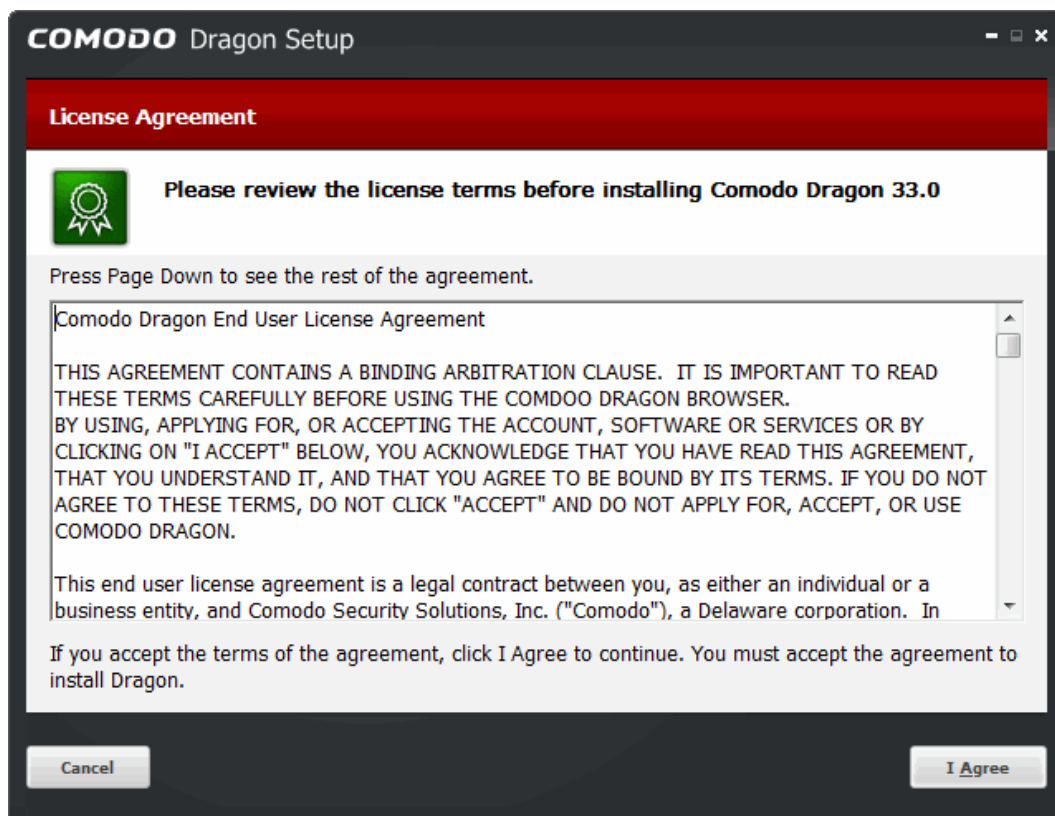 COMODO Dragon Setup
License Agreement
Please review the license terms before installing Comodo Dragon 33.0
Press Page Down to see the rest of the agreement.
Comodo Dragon End User License Agreement
THIS AGREEMENT CONTAINS A BINDING ARBITRATION CLAUSE.  IT IS IMPORTANT TO READ
THESE TERMS CAREFULLY BEFORE USING THE COMDOO DRAGON BROWSER.
BY USING, APPLYING FOR, OR ACCEPTING THE ACCOUNT, SOFTWARE OR SERVICES OR BY
CLICKING ON "I ACCEPT" BELOW, YOU ACKNOWLEDGE THAT YOU HAVE READ THIS AGREEMENT,
THAT YOU UNDERSTAND IT, AND THAT YOU AGREE TO BE BOUND BY ITS TERMS. IF YOU DO NOT
AGREE TO THESE TERMS, DO NOT CLICK "ACCEPT" AND DO NOT APPLY FOR, ACCEPT, OR USE
COMODO DRAGON.
This end user license agreement is a legal contract between you, as either an individual or a
business entity, and Comodo Security Solutions, Inc. ("Comodo"), a Delaware corporation.  In
If you accept the terms of the agreement, click I Agree to continue. You must accept the agreement to
install Dragon.
Cancel
I Agree